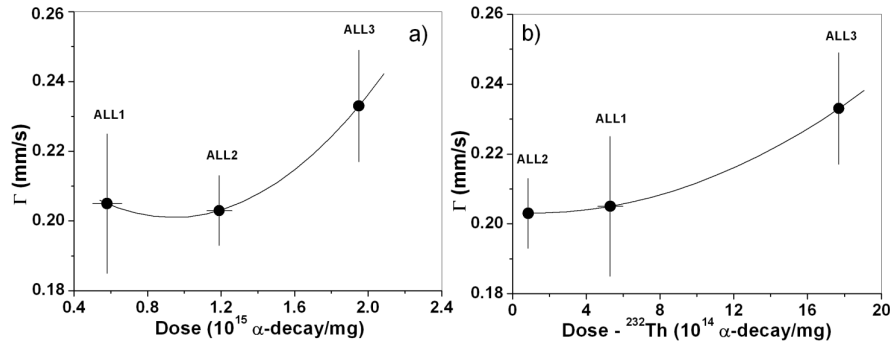 a)
0.26
0.24
0.22
0.20
0.18
Γ (mm/s)
ALL1
ALL2
ALL3
0.4 0.8 1.2 1.6 2.0 2.4
Dose (10¹⁵ α-decay/mg)
b)
0.26
0.24
0.22
0.20
0.18
Γ (mm/s)
ALL2
ALL1
ALL3
0 4 8 12 16 20
Dose - ²³²Th (10¹⁴ α-decay/mg)